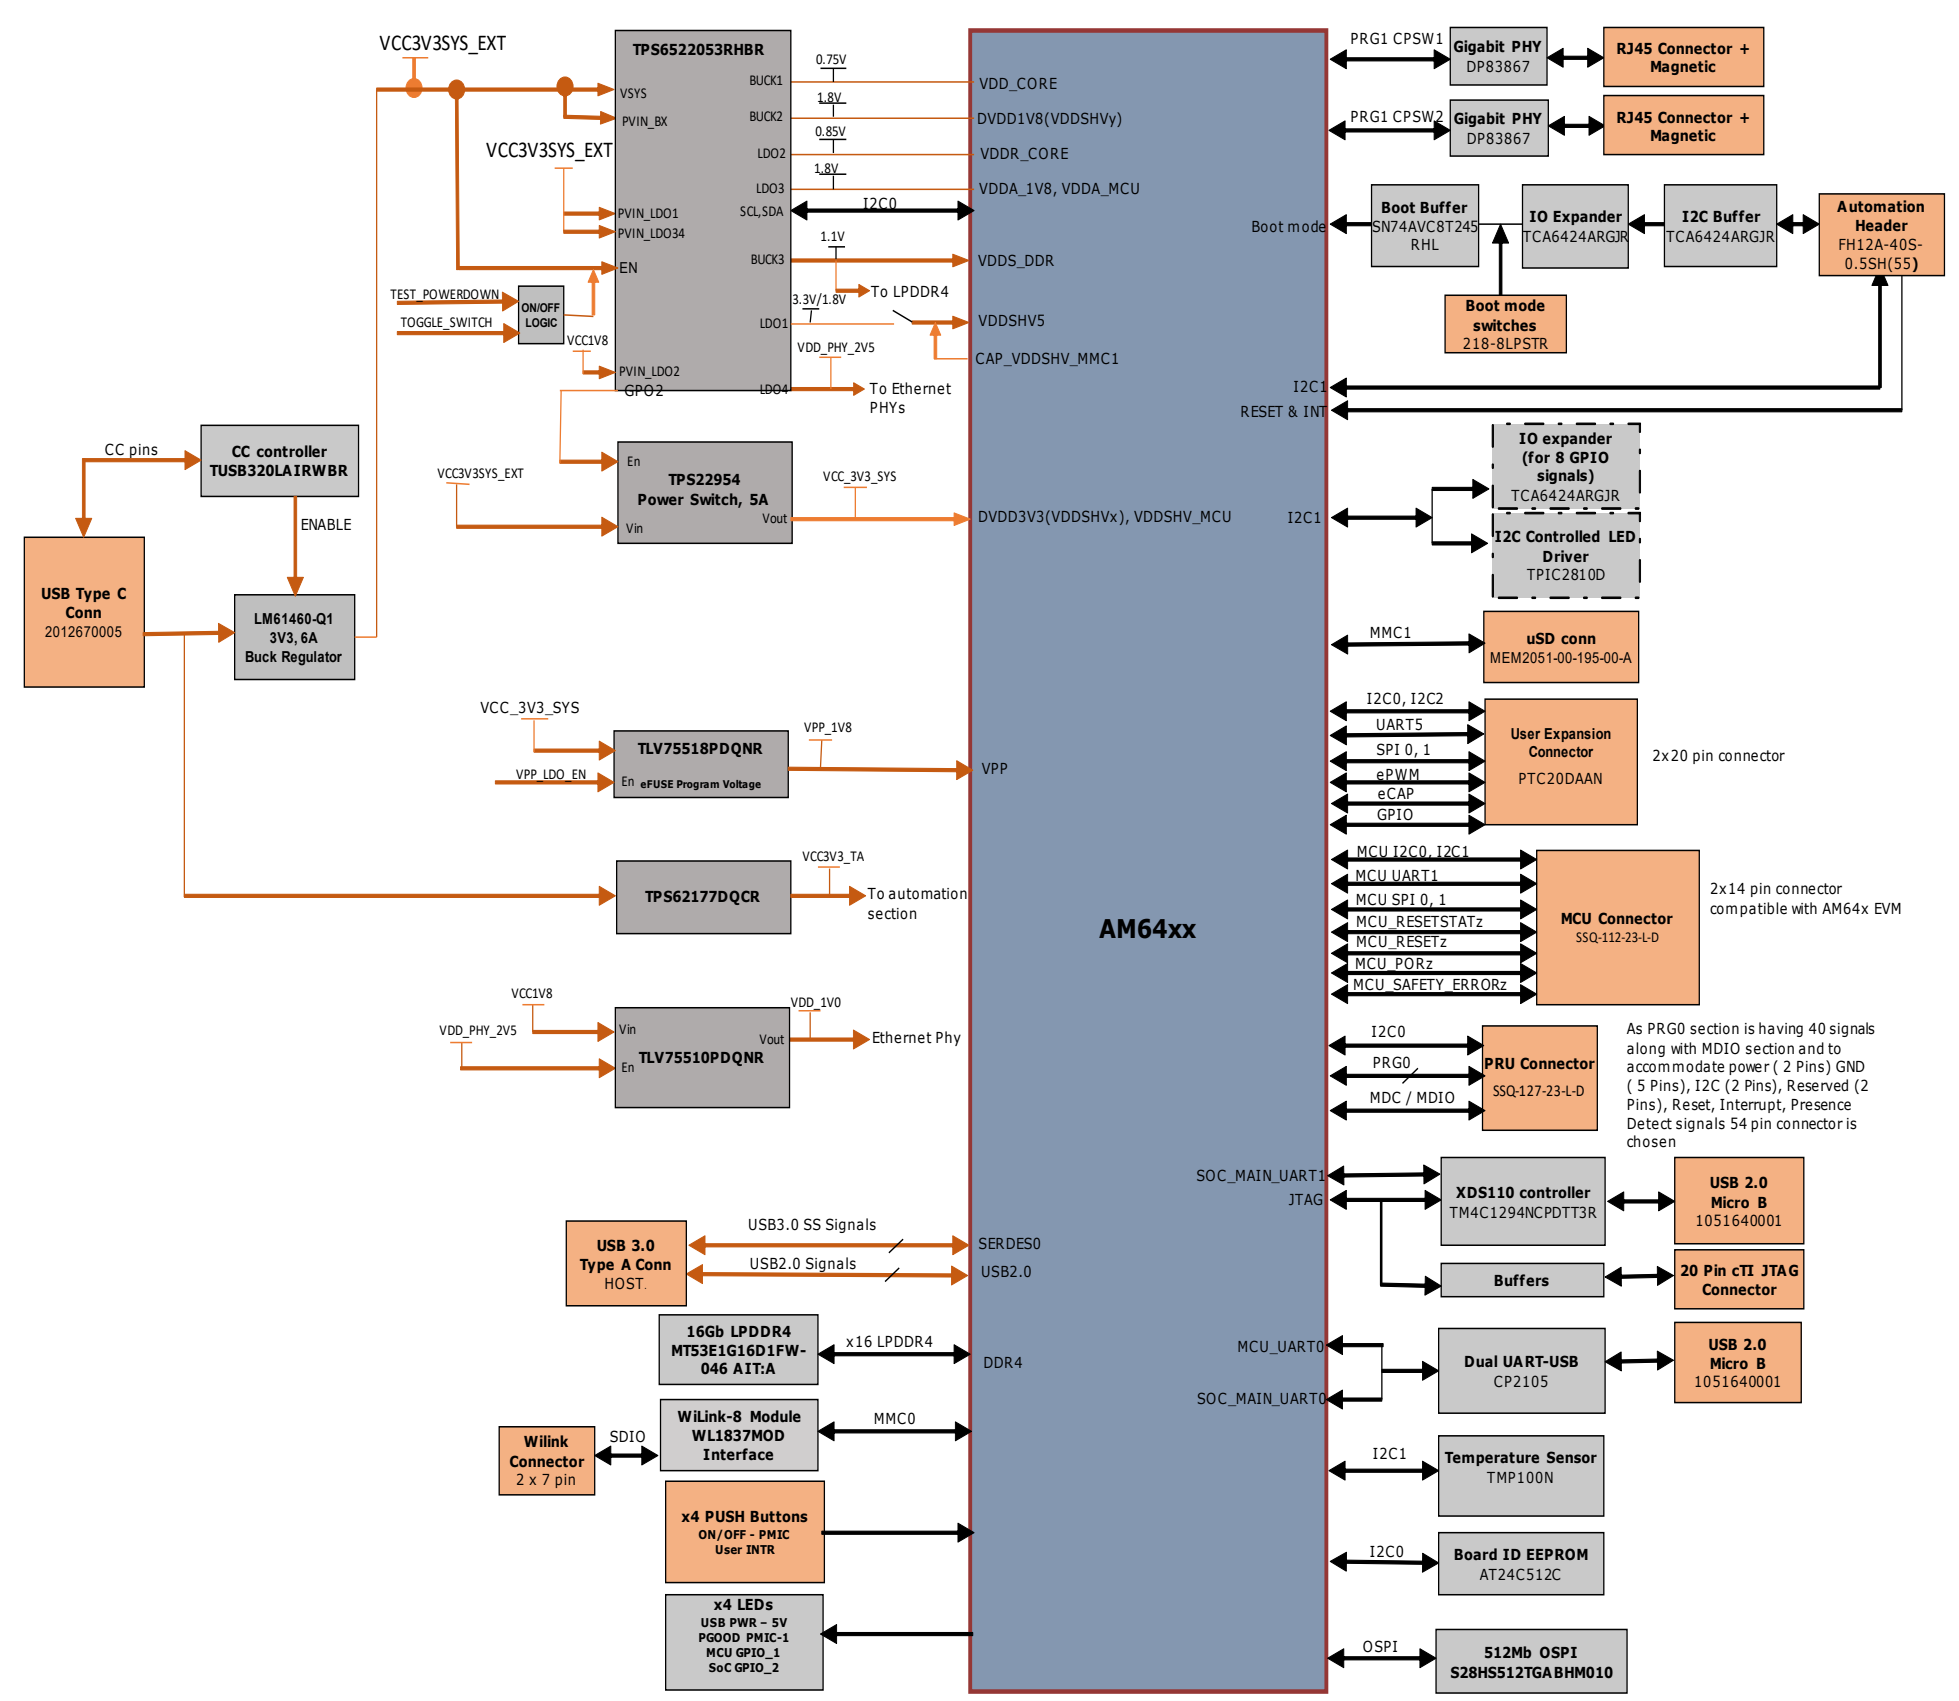 VCC3V3SYS_EXT
TPS6522053RHBR
VSYS
PVIN_BX
VCC3V3SYS_EXT
PVIN_LDO1
PVIN_LDO34
EN
TEST_POWERDOWN
TOGGLE_SWITCH
ON/OFF
LOGIC
VCC1V8
PVIN_LDO2
GPO2
BUCK1
BUCK2
LDO2
LDO3
SCL,SDA
BUCK3
LDO1
LDO4
0.75V
1.8V
0.85V
1.8V
I2C0
1.1V
To LPDDR4
3.3V/1.8V
VDD_PHY_2V5
To Ethernet
PHYs
VDD_CORE
DVDD1V8(VDDSHVy)
VDDR_CORE
VDDA_1V8, VDDA_MCU
VDDS_DDR
VDDSHV5
CAP_VDDSHV_MMC1
CC pins
CC controller
TUSB320LAIRWBR
ENABLE
USB Type C
Conn
2012670005
LM61460-Q1
3V3, 6A
Buck Regulator
VCC3V3SYS_EXT
En
TPS22954
Power Switch, 5A
Vout
Vin
VCC_3V3_SYS
DVDD3V3(VDDSHVx), VDDSHV_MCU
VCC_3V3_SYS
VPP_LDO_EN
TLV75518PDQNR
En eFUSE Program Voltage
VPP_1V8
VPP
TPS62177DQCR
VCC3V3_TA
To automation
section
VCC1V8
VDD_PHY_2V5
Vin
Vout
TLV75510PDQNR
En
VDD_1V0
Ethernet Phy
AM64xx
USB 3.0
Type A Conn
HOST.
USB3.0 SS Signals
USB2.0 Signals
SERDES0
USB2.0
16Gb LPDDR4
MT53E1G16D1FW-
046 AIT:A
x16 LPDDR4
DDR4
Wilink
Connector
2 x 7 pin
SDIO
WiLink-8 Module
WL1837MOD
Interface
MMC0
x4 PUSH Buttons
ON/OFF - PMIC
User INTR
x4 LEDs
USB PWR – 5V
PGOOD PMIC-1
MCU GPIO_1
SoC GPIO_2
PRG1 CPSW1
Gigabit PHY
DP83867
RJ45 Connector +
Magnetic
PRG1 CPSW2
Gigabit PHY
DP83867
RJ45 Connector +
Magnetic
Boot mode
Boot Buffer
SN74AVC8T245
RHL
IO Expander
TCA6424ARGJR
I2C Buffer
TCA6424ARGJR
Automation
Header
FH12A-40S-
0.5SH(55)
Boot mode
switches
218-8LPSTR
I2C1
RESET & INT
IO expander
(for 8 GPIO
signals)
TCA6424ARGJR
I2C1
I2C Controlled LED
Driver
TPIC2810D
MMC1
uSD conn
MEM2051-00-195-00-A
I2C0, I2C2
UART5
SPI 0, 1
ePWM
eCAP
GPIO
User Expansion
Connector
PTC20DAAN
2x20 pin connector
MCU I2C0, I2C1
MCU UART1
MCU SPI 0, 1
MCU_RESETSTATz
MCU_RESETz
MCU_PORz
MCU_SAFETY_ERRORz
MCU Connector
SSQ-112-23-L-D
2x14 pin connector
compatible with AM64x EVM
I2C0
PRG0
MDC / MDIO
PRU Connector
SSQ-127-23-L-D
As PRG0 section is having 40 signals
along with MDIO section and to
accommodate power ( 2 Pins) GND
( 5 Pins), I2C (2 Pins), Reserved (2
Pins), Reset, Interrupt, Presence
Detect signals 54 pin connector is
chosen
SOC_MAIN_UART1
JTAG
XDS110 controller
TM4C1294NCPDTT3R
USB 2.0
Micro B
1051640001
Buffers
20 Pin cTI JTAG
Connector
MCU_UART0
SOC_MAIN_UART0
Dual UART-USB
CP2105
USB 2.0
Micro B
1051640001
I2C1
Temperature Sensor
TMP100N
I2C0
Board ID EEPROM
AT24C512C
OSPI
512Mb OSPI
S28HS512TGABHM010